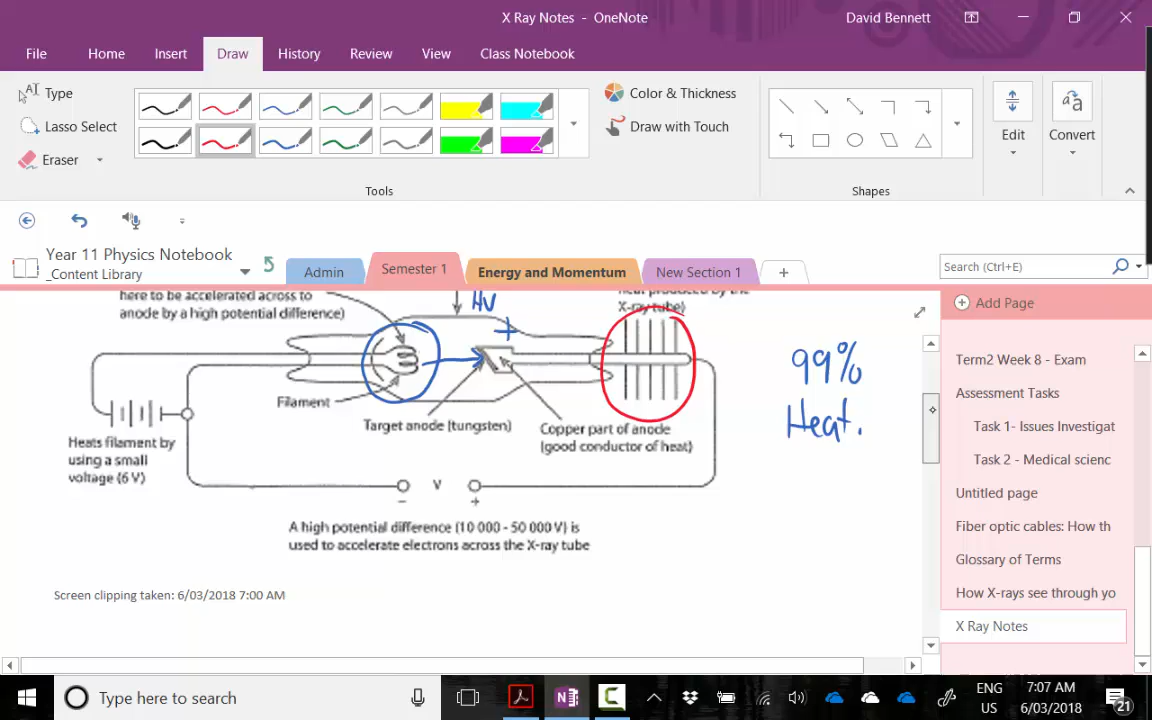 X Ray Notes - OneNote
David Bennett
File
Home
Insert
Draw
History
Review
View
Class Notebook
Type
Lasso Select
Eraser
Color & Thickness
Draw with Touch
Edit
Convert
Tools
Shapes
Year 11 Physics Notebook
_Content Library
Admin
Semester 1
Energy and Momentum
New Section 1
+
Search (Ctrl+E)
Add Page
here to be accelerated across to
anode by a high potential difference)
HV
+
heat produced by the
X-ray tube)
99%
Heat.
Filament
Target anode (tungsten)
Copper part of anode
(good conductor of heat)
Heats filament by
using a small
voltage (6 V)
V
−
+
A high potential difference (10 000 - 50 000 V) is
used to accelerate electrons across the X-ray tube
Screen clipping taken: 6/03/2018 7:00 AM
Term2 Week 8 - Exam
Assessment Tasks
Task 1- Issues Investigat
Task 2 - Medical scienc
Untitled page
Fiber optic cables: How th
Glossary of Terms
How X-rays see through yo
X Ray Notes
Type here to search
ENG
US
7:07 AM
6/03/2018
21